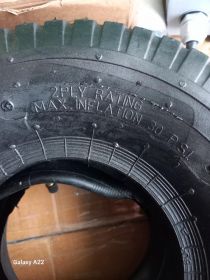 2PLY RATING
MAX. INFLATION 30 P.S.I.
Galaxy A22